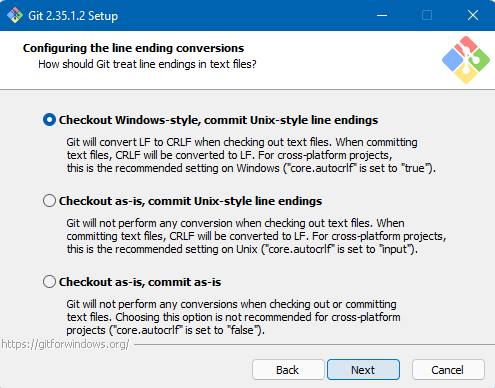 Git 2.35.1.2 Setup
Configuring the line ending conversions
How should Git treat line endings in text files?
Checkout Windows-style, commit Unix-style line endings
Git will convert LF to CRLF when checking out text files. When committing
text files, CRLF will be converted to LF. For cross-platform projects,
this is the recommended setting on Windows ("core.autocrlf" is set to "true").
Checkout as-is, commit Unix-style line endings
Git will not perform any conversion when checking out text files. When
committing text files, CRLF will be converted to LF. For cross-platform projects,
this is the recommended setting on Unix ("core.autocrlf" is set to "input").
Checkout as-is, commit as-is
Git will not perform any conversions when checking out or committing
text files. Choosing this option is not recommended for cross-platform
projects ("core.autocrlf" is set to "false").
https://gitforwindows.org/
Back Next Cancel